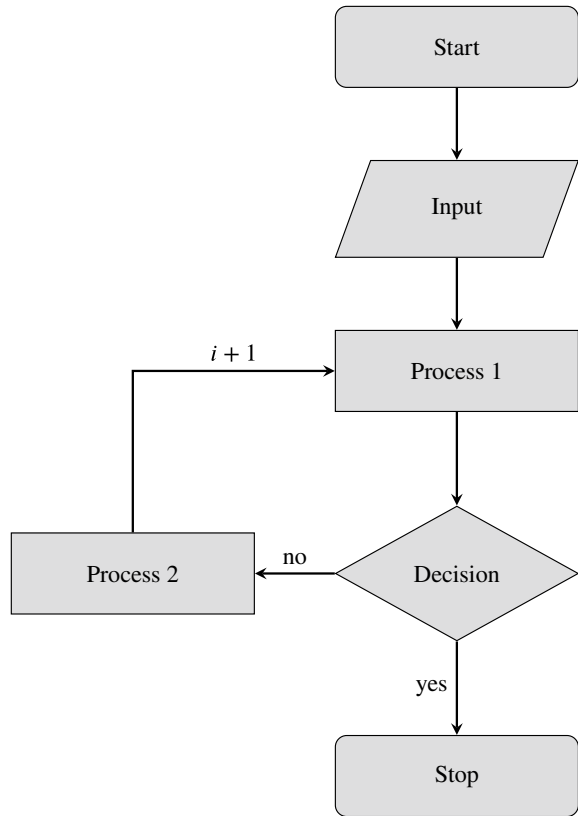 Start
Input
i + 1
Process 1
Process 2
no
Decision
yes
Stop